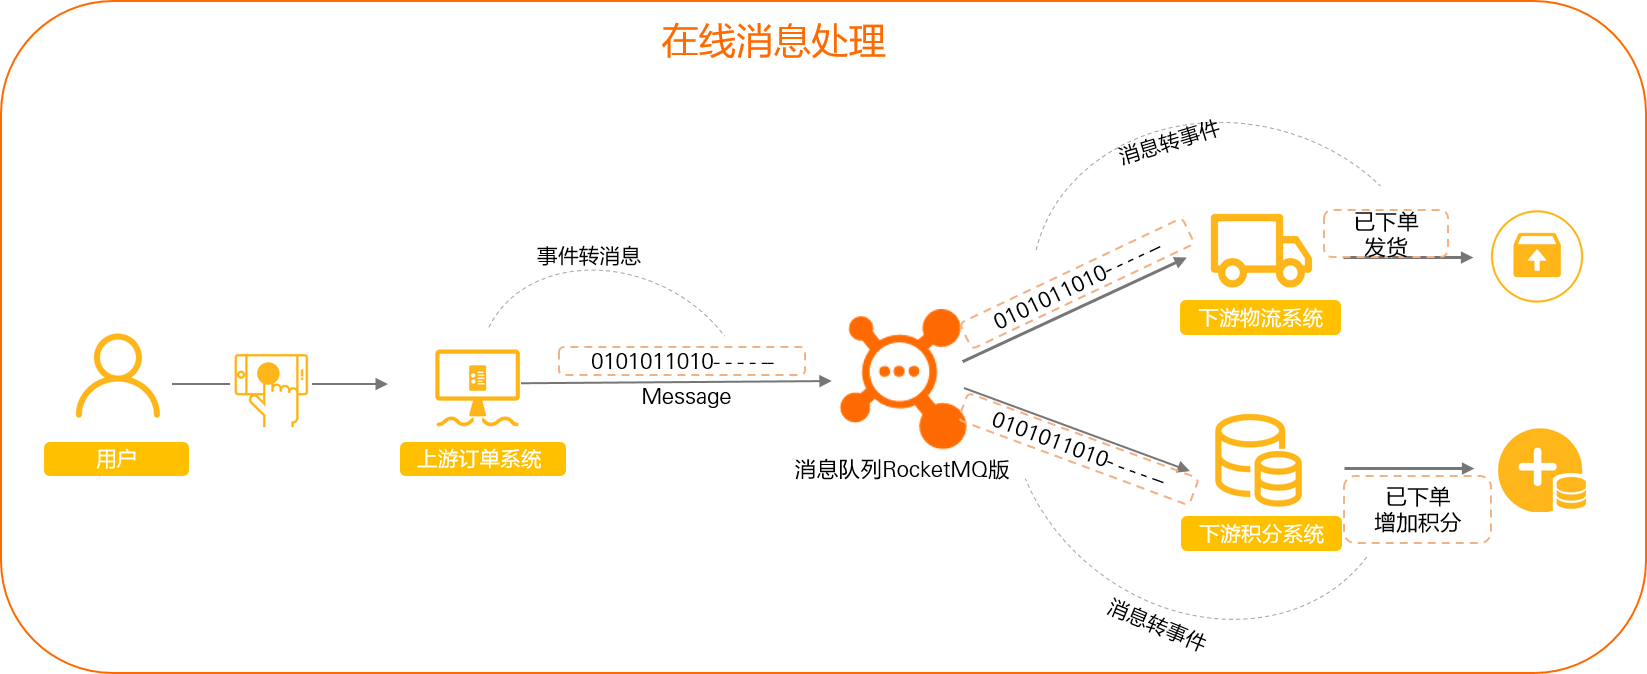 在线消息处理
消息转事件
已下单
发货
事件转消息
0101011010------
下游物流系统
0101011010------
Message
用户
上游订单系统
消息队列RocketMQ版
0101011010------
下游积分系统
已下单
增加积分
消息转事件